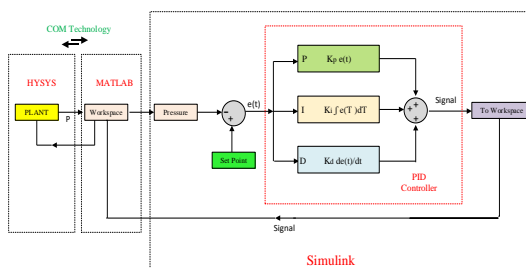 COM Technology
HYSYS
MATLAB
PLANT
P
Workspace
Pressure
−
+
Set Point
e(t)
P Kp e(t)
I Ki ∫ e(T )dT
D Kd de(t)/dt
+
+ +
+
Signal
To Workspace
PID
Controller
Signal
Simulink